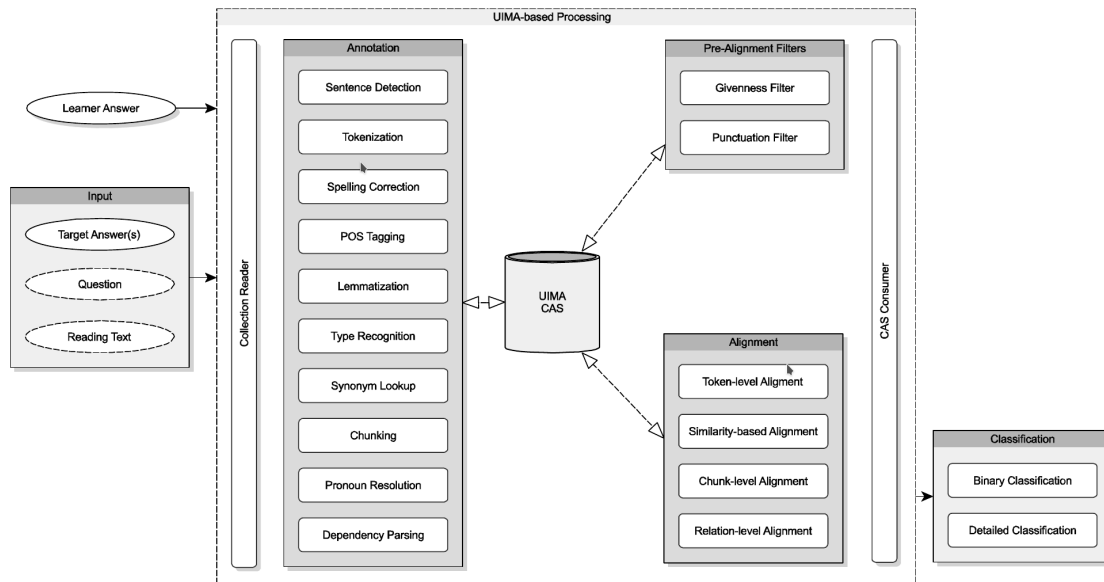 UIMA-based Processing
Learner Answer
Input
Target Answer(s)
Question
Reading Text
Collection Reader
Annotation
Sentence Detection
Tokenization
Spelling Correction
POS Tagging
Lemmatization
Type Recognition
Synonym Lookup
Chunking
Pronoun Resolution
Dependency Parsing
UIMA
CAS
Pre-Alignment Filters
Givenness Filter
Punctuation Filter
Alignment
Token-level Aligment
Similarity-based Alignment
Chunk-level Alignment
Relation-level Alignment
CAS Consumer
Classification
Binary Classification
Detailed Classification